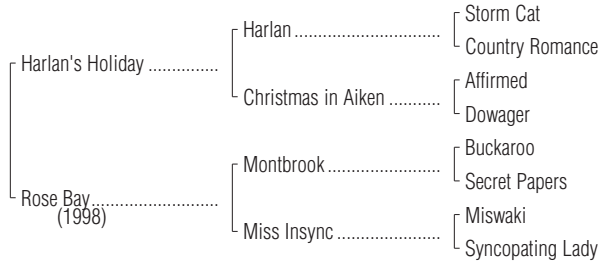 Storm Cat
Harlan
Country Romance
Harlan's Holiday
Affirmed
Christmas in Aiken
Dowager
Buckaroo
Montbrook
Secret Papers
Rose Bay
(1998)
Miswaki
Miss Insync
Syncopating Lady